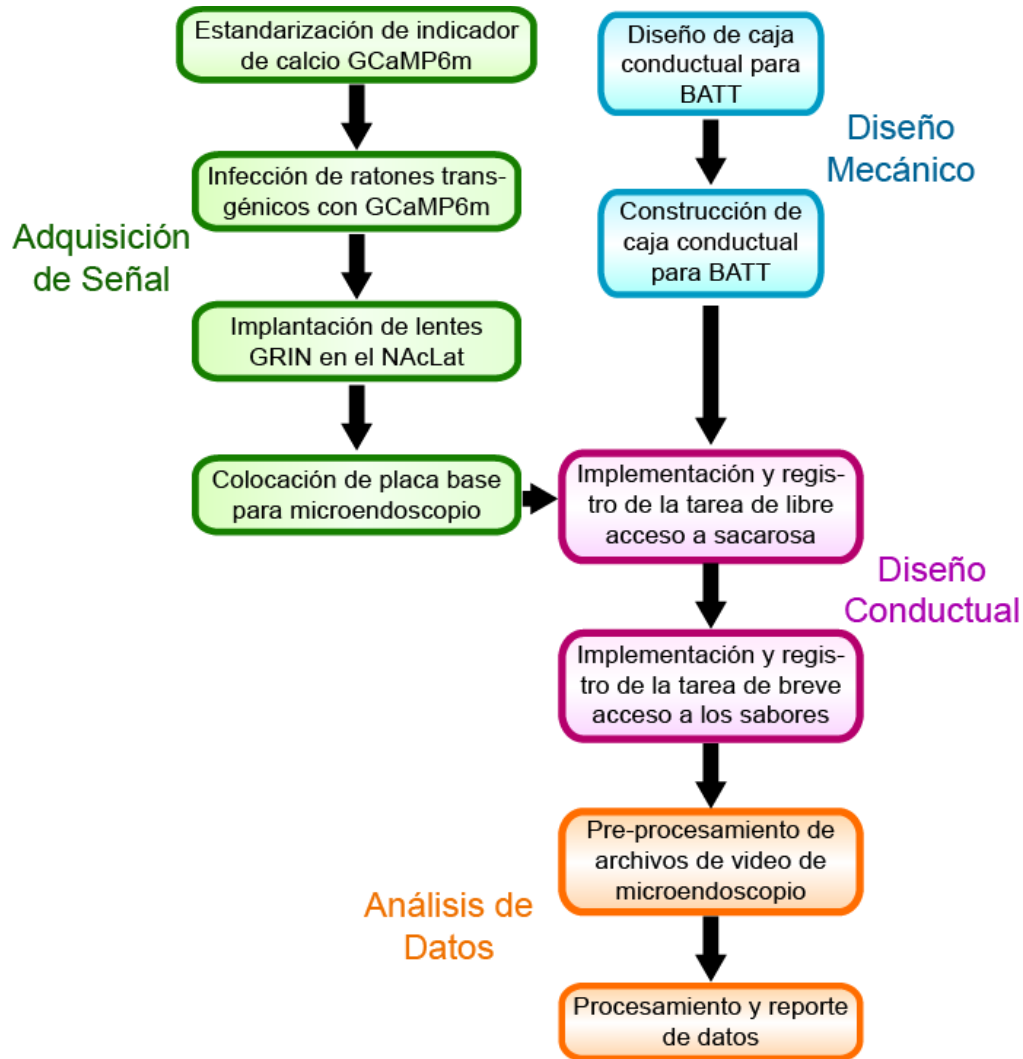 Estandarización de indicador
de calcio GCaMP6m
Infección de ratones trans-
génicos con GCaMP6m
Adquisición
de Señal
Implantación de lentes
GRIN en el NAcLat
Colocación de placa base
para microendoscopio
Diseño de caja
conductual para
BATT
Diseño
Mecánico
Construcción de
caja conductual
para BATT
Implementación y regis-
tro de la tarea de libre
acceso a sacarosa
Diseño
Conductual
Implementación y regis-
tro de la tarea de breve
acceso a los sabores
Pre-procesamiento de
archivos de video de
microendoscopio
Análisis de
Datos
Procesamiento y reporte
de datos